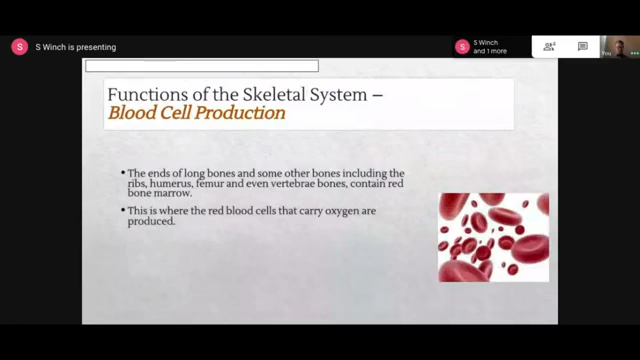 S
S Winch is presenting
S
S Winch
and 1 more
You
Functions of the Skeletal System –
Blood Cell Production
• The ends of long bones and some other bones including the
ribs, humerus, femur and even vertebrae bones, contain red
bone marrow.
• This is where the red blood cells that carry oxygen are
produced.